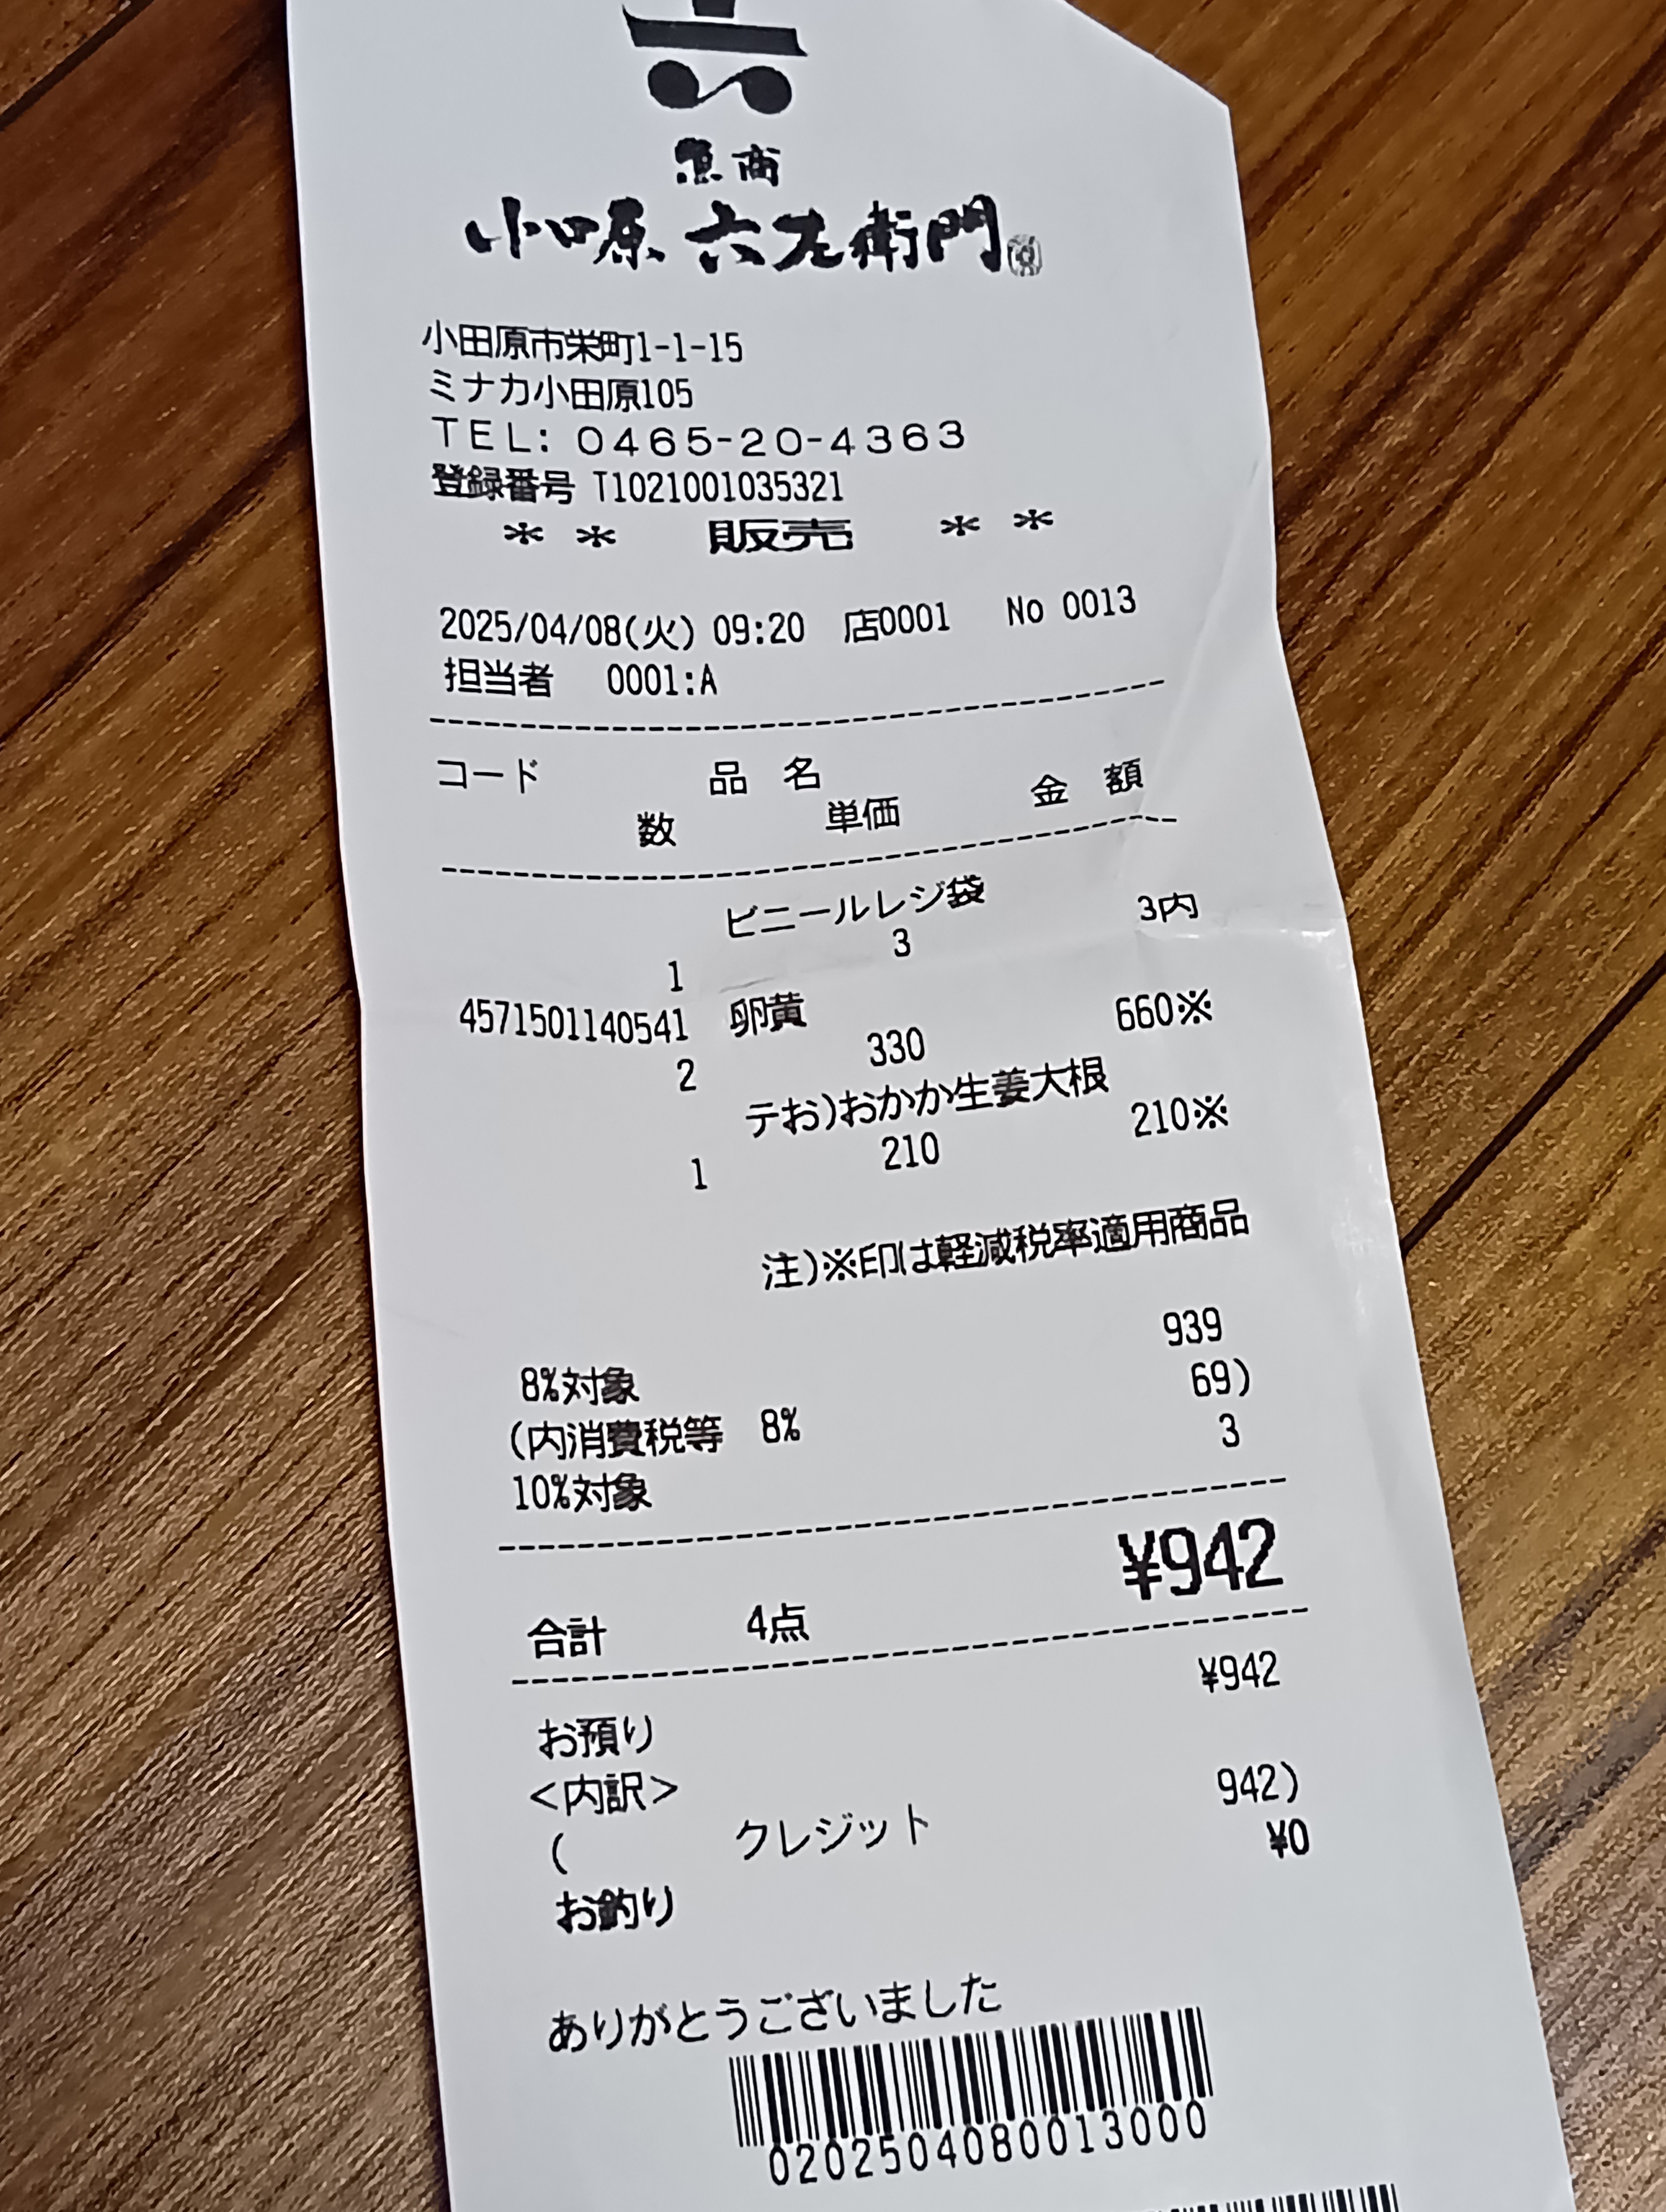 魚商
小田原 六左衛門
小田原市栄町1-1-15
ミナカ小田原105
TEL: 0465-20-4363
登録番号 T1021001035321
** 販売 **
2025/04/08(火) 09:20 店0001 No 0013
担当者 0001:A
コード 品 名
数 単価 金 額
ビニールレジ袋
1 3 3内
4571501140541 卵黄
2 330 660※
テお)おかか生姜大根
1 210 210※
注)※印は軽減税率適用商品
8%対象 939
(内消費税等 8% 69)
10%対象 3
合計 4点 ¥942
お預り ¥942
<内訳>
( クレジット 942)
お釣り ¥0
ありがとうございました
0202504080013000